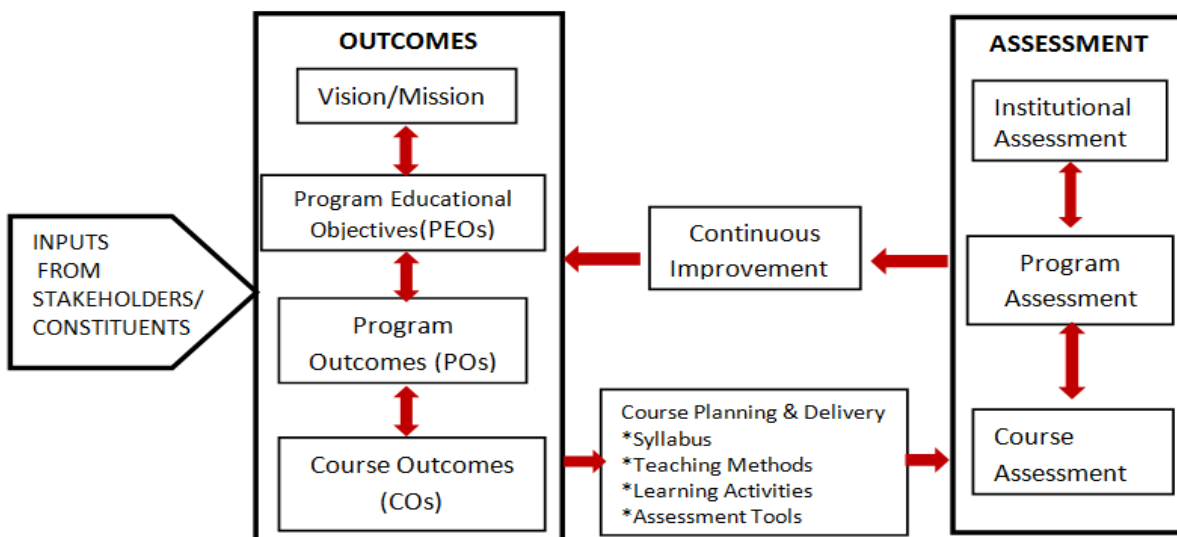 INPUTS
FROM
STAKEHOLDERS/
CONSTITUENTS
OUTCOMES
Vision/Mission
Program Educational
Objectives(PEOs)
Program
Outcomes (POs)
Course Outcomes
(COs)
Continuous
Improvement
Course Planning & Delivery
*Syllabus
*Teaching Methods
*Learning Activities
*Assessment Tools
ASSESSMENT
Institutional
Assessment
Program
Assessment
Course
Assessment